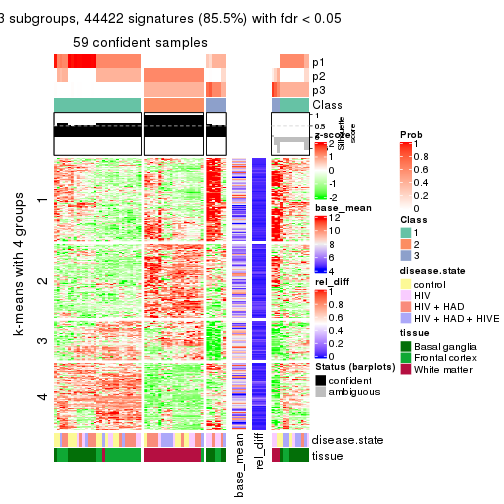 3 subgroups, 44422 signatures (85.5%) with fdr < 0.05
59 confident samples
p1
p2
p3
Class
1
0.5
0
Silhouette
score
z-score
2
1
0
-1
-2
base_mean
12
10
8
6
4
rel_diff
1
0.8
0.6
0.4
0.2
0
Status (barplots)
confident
ambiguous
Prob
1
0.8
0.6
0.4
0.2
0
Class
1
2
3
disease.state
control
HIV
HIV + HAD
HIV + HAD + HIVE
tissue
Basal ganglia
Frontal cortex
White matter
k-means with 4 groups
1
2
3
4
disease.state
tissue
base_mean
rel_diff